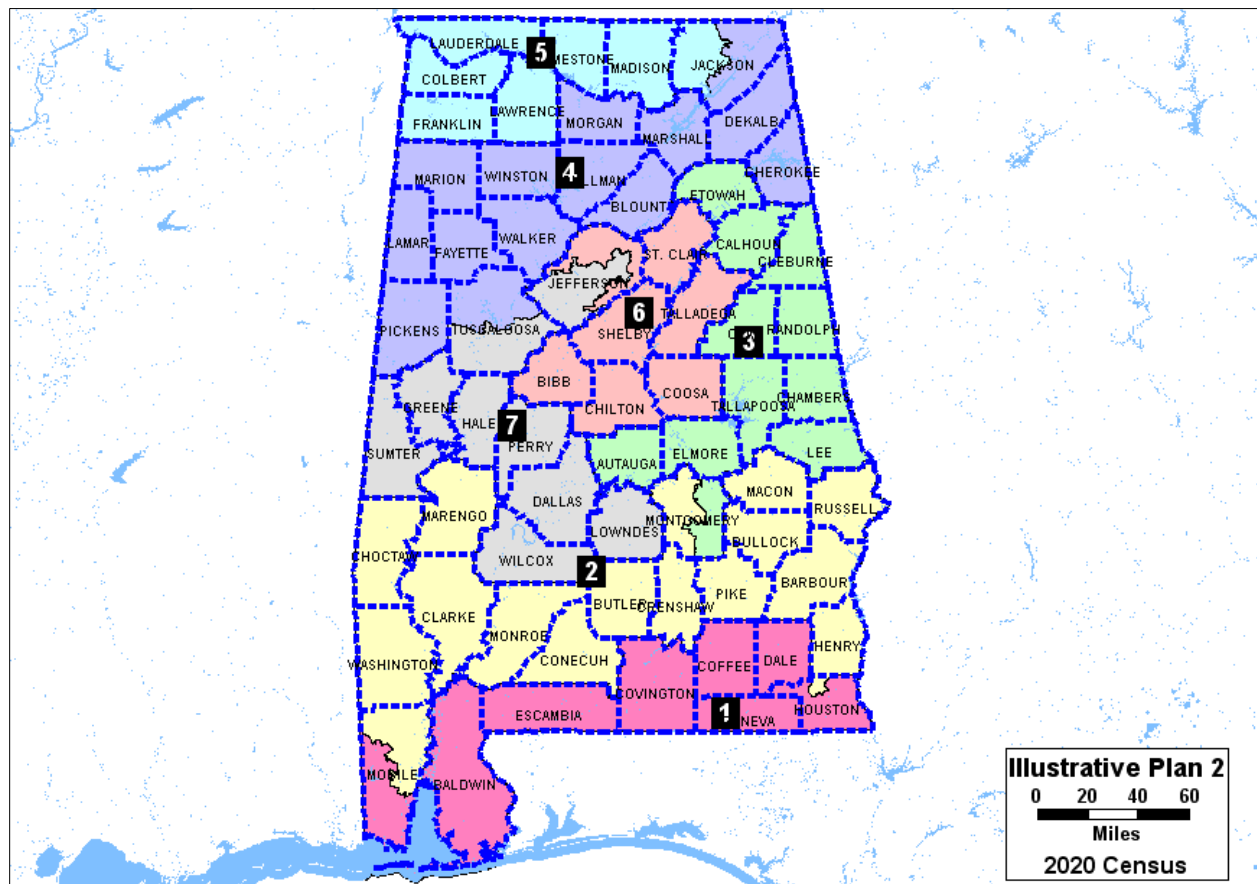 LAUDERDALE
5
MESTONE
MADISON
JACKSON
COLBERT
LAWRENCE
FRANKLIN
MORGAN
MARSHALL
DEKALB
MARION
WINSTON
4
LLMAN
CHEROKEE
ETOWAH
BLOUNT
LAMAR
FAYETTE
WALKER
ST. CLAIR
CALHOUN
CLEBURNE
JEFFERSON
PICKENS
TUSCALOOSA
6
SHELBY
TALLADEGA
3
RANDOLPH
BIBB
CHILTON
COOSA
TALLAPOOSA
CHAMBERS
GREENE
HALE
7
PERRY
SUMTER
AUTAUGA
ELMORE
LEE
DALLAS
MACON
RUSSELL
MARENGO
LOWNDES
MONTGOMERY
BULLOCK
CHOCTAW
WILCOX
2
BARBOUR
CLARKE
BUTLER
CRENSHAW
PIKE
MONROE
HENRY
WASHINGTON
CONECUH
COFFEE
DALE
COVINGTON
ESCAMBIA
1
NEVA
HOUSTON
MOBILE
BALDWIN
Illustrative Plan 2
0 20 40 60
Miles
2020 Census